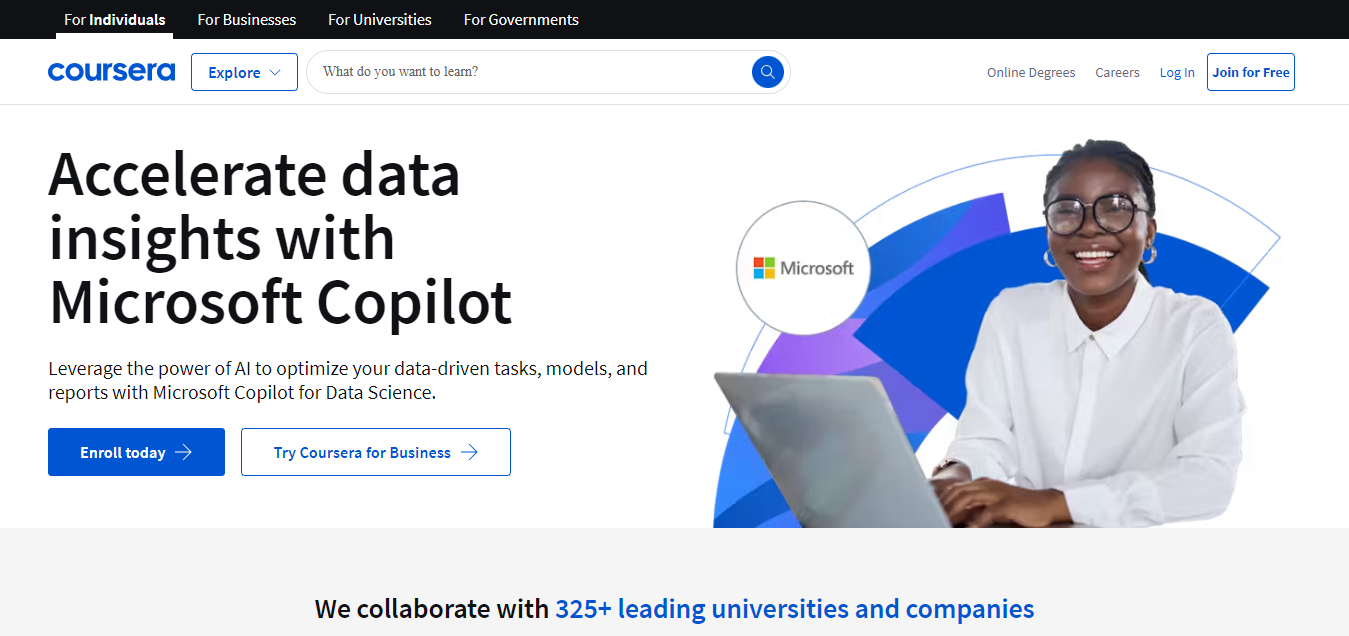 For Individuals For Businesses For Universities For Governments
coursera Explore What do you want to learn? Online Degrees Careers Log In Join for Free
Accelerate data
insights with
Microsoft Copilot
Microsoft
Leverage the power of AI to optimize your data-driven tasks, models, and
reports with Microsoft Copilot for Data Science.
Enroll today Try Coursera for Business
We collaborate with 325+ leading universities and companies